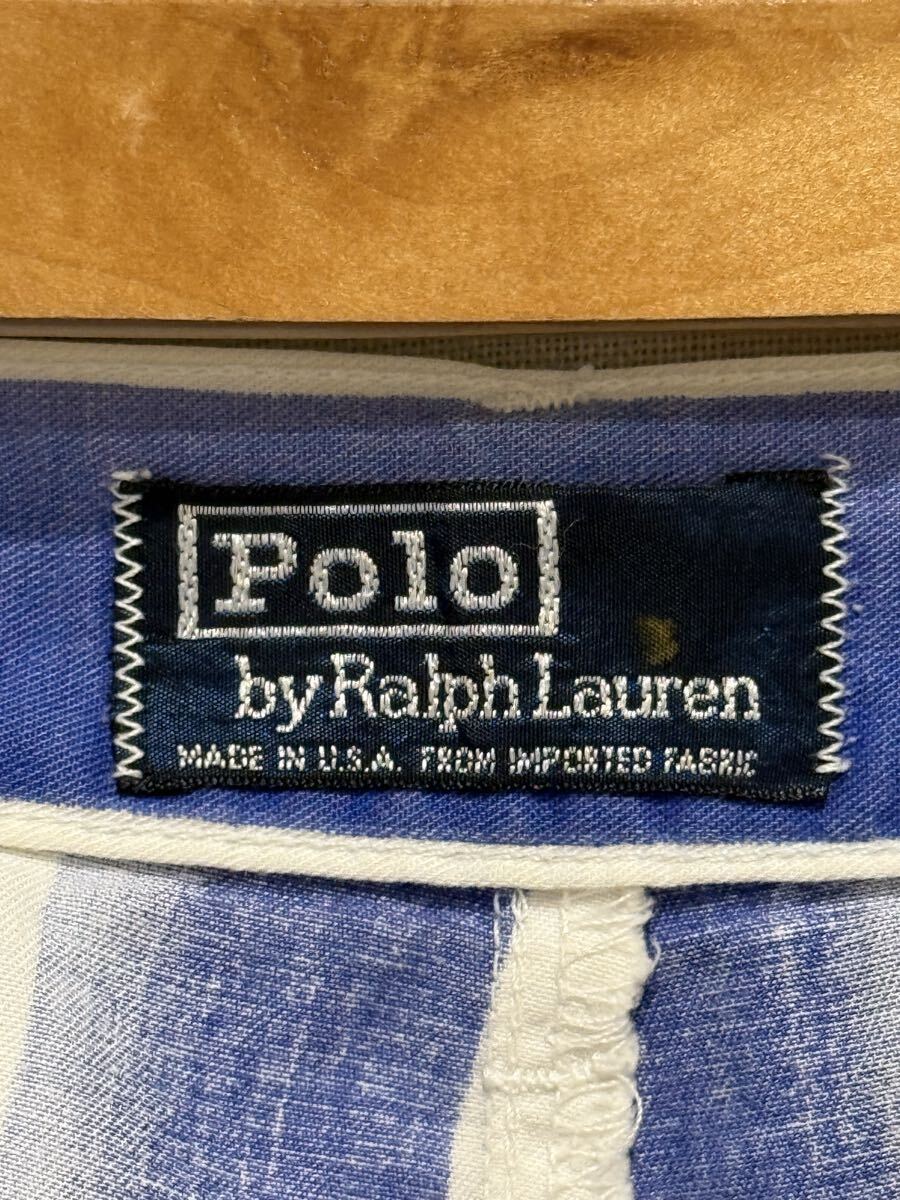 Polo
by Ralph Lauren
MADE IN U.S.A. FROM IMPORTED FABRIC